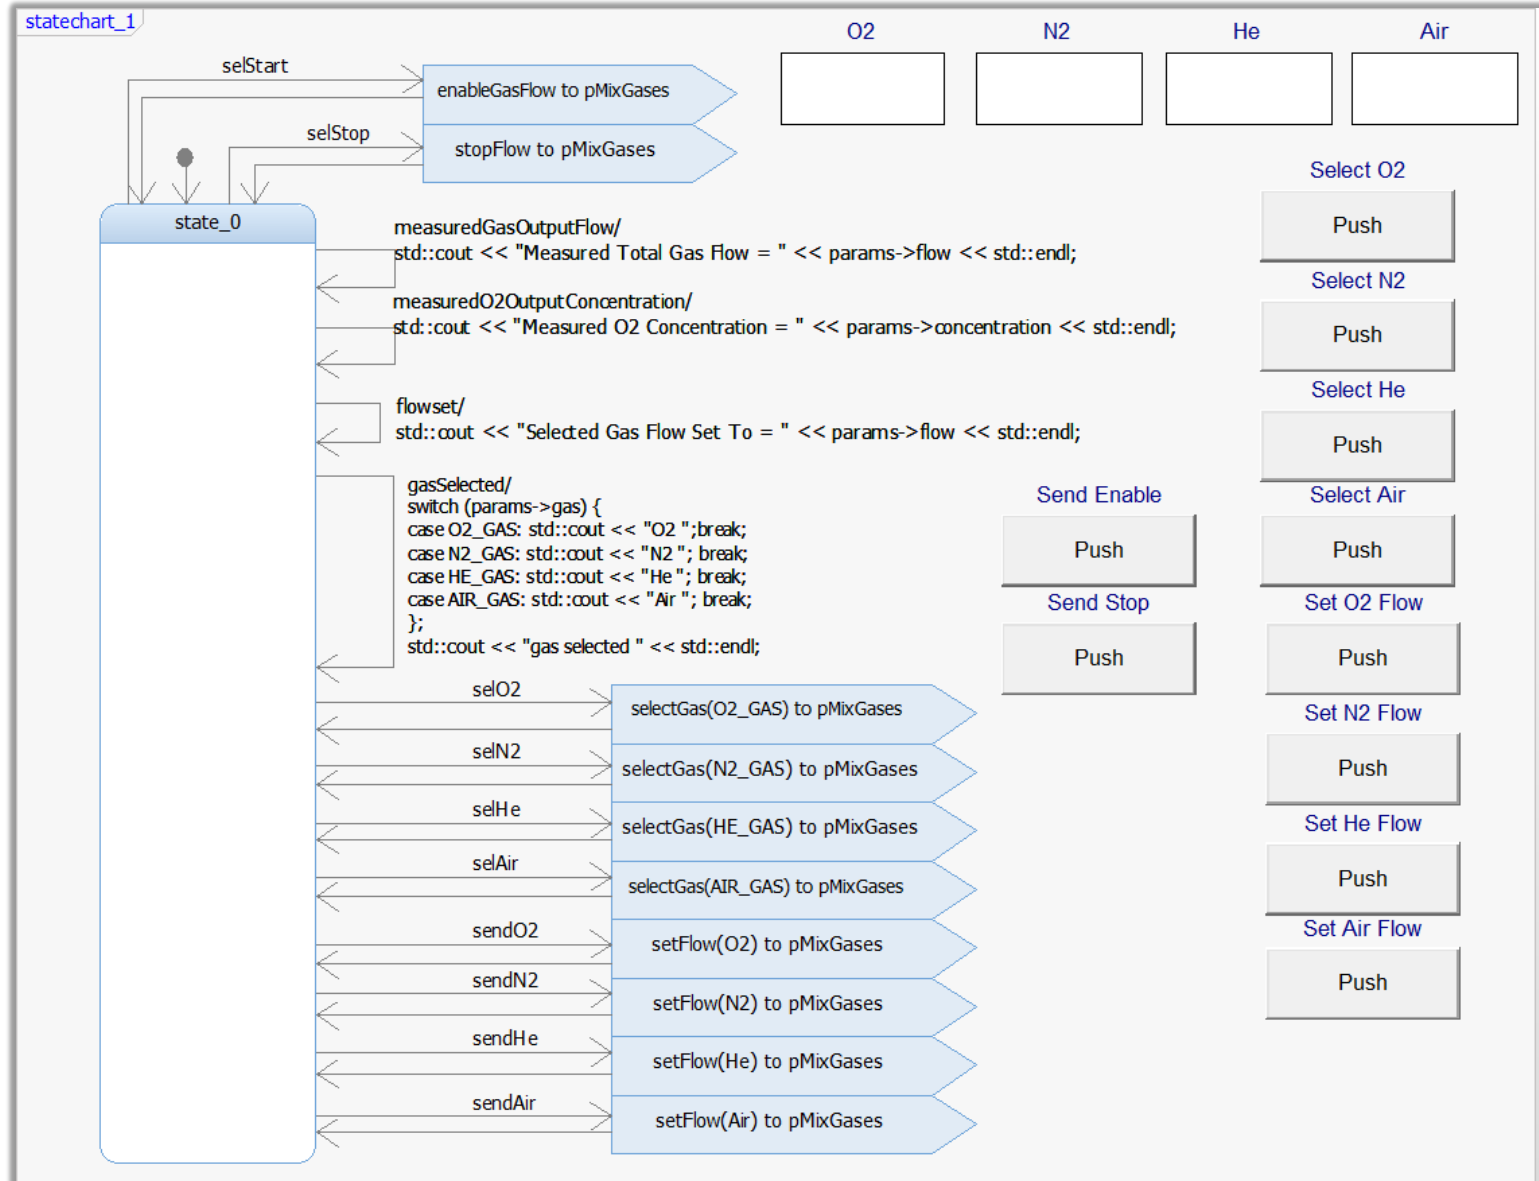 statechart_1
O2
N2
He
Air
selStart
enableGasFlow to pMixGases
selStop
stopFlow to pMixGases
state_0
measuredGasOutputFlow/
std::cout << "Measured Total Gas Flow = " << params->flow << std::endl;
measuredO2OutputConcentration/
std::cout << "Measured O2 Concentration = " << params->concentration << std::endl;
flowset/
std::cout << "Selected Gas Flow Set To = " << params->flow << std::endl;
gasSelected/
switch (params->gas) {
case O2_GAS: std::cout << "O2 ";break;
case N2_GAS: std::cout << "N2 "; break;
case HE_GAS: std::cout << "He "; break;
case AIR_GAS: std::cout << "Air "; break;
};
std::cout << "gas selected " << std::endl;
selO2
selectGas(O2_GAS) to pMixGases
selN2
selectGas(N2_GAS) to pMixGases
selHe
selectGas(HE_GAS) to pMixGases
selAir
selectGas(AIR_GAS) to pMixGases
sendO2
setFlow(O2) to pMixGases
sendN2
setFlow(N2) to pMixGases
sendHe
setFlow(He) to pMixGases
sendAir
setFlow(Air) to pMixGases
Send Enable
Push
Send Stop
Push
Select O2
Push
Select N2
Push
Select He
Push
Select Air
Push
Set O2 Flow
Push
Set N2 Flow
Push
Set He Flow
Push
Set Air Flow
Push